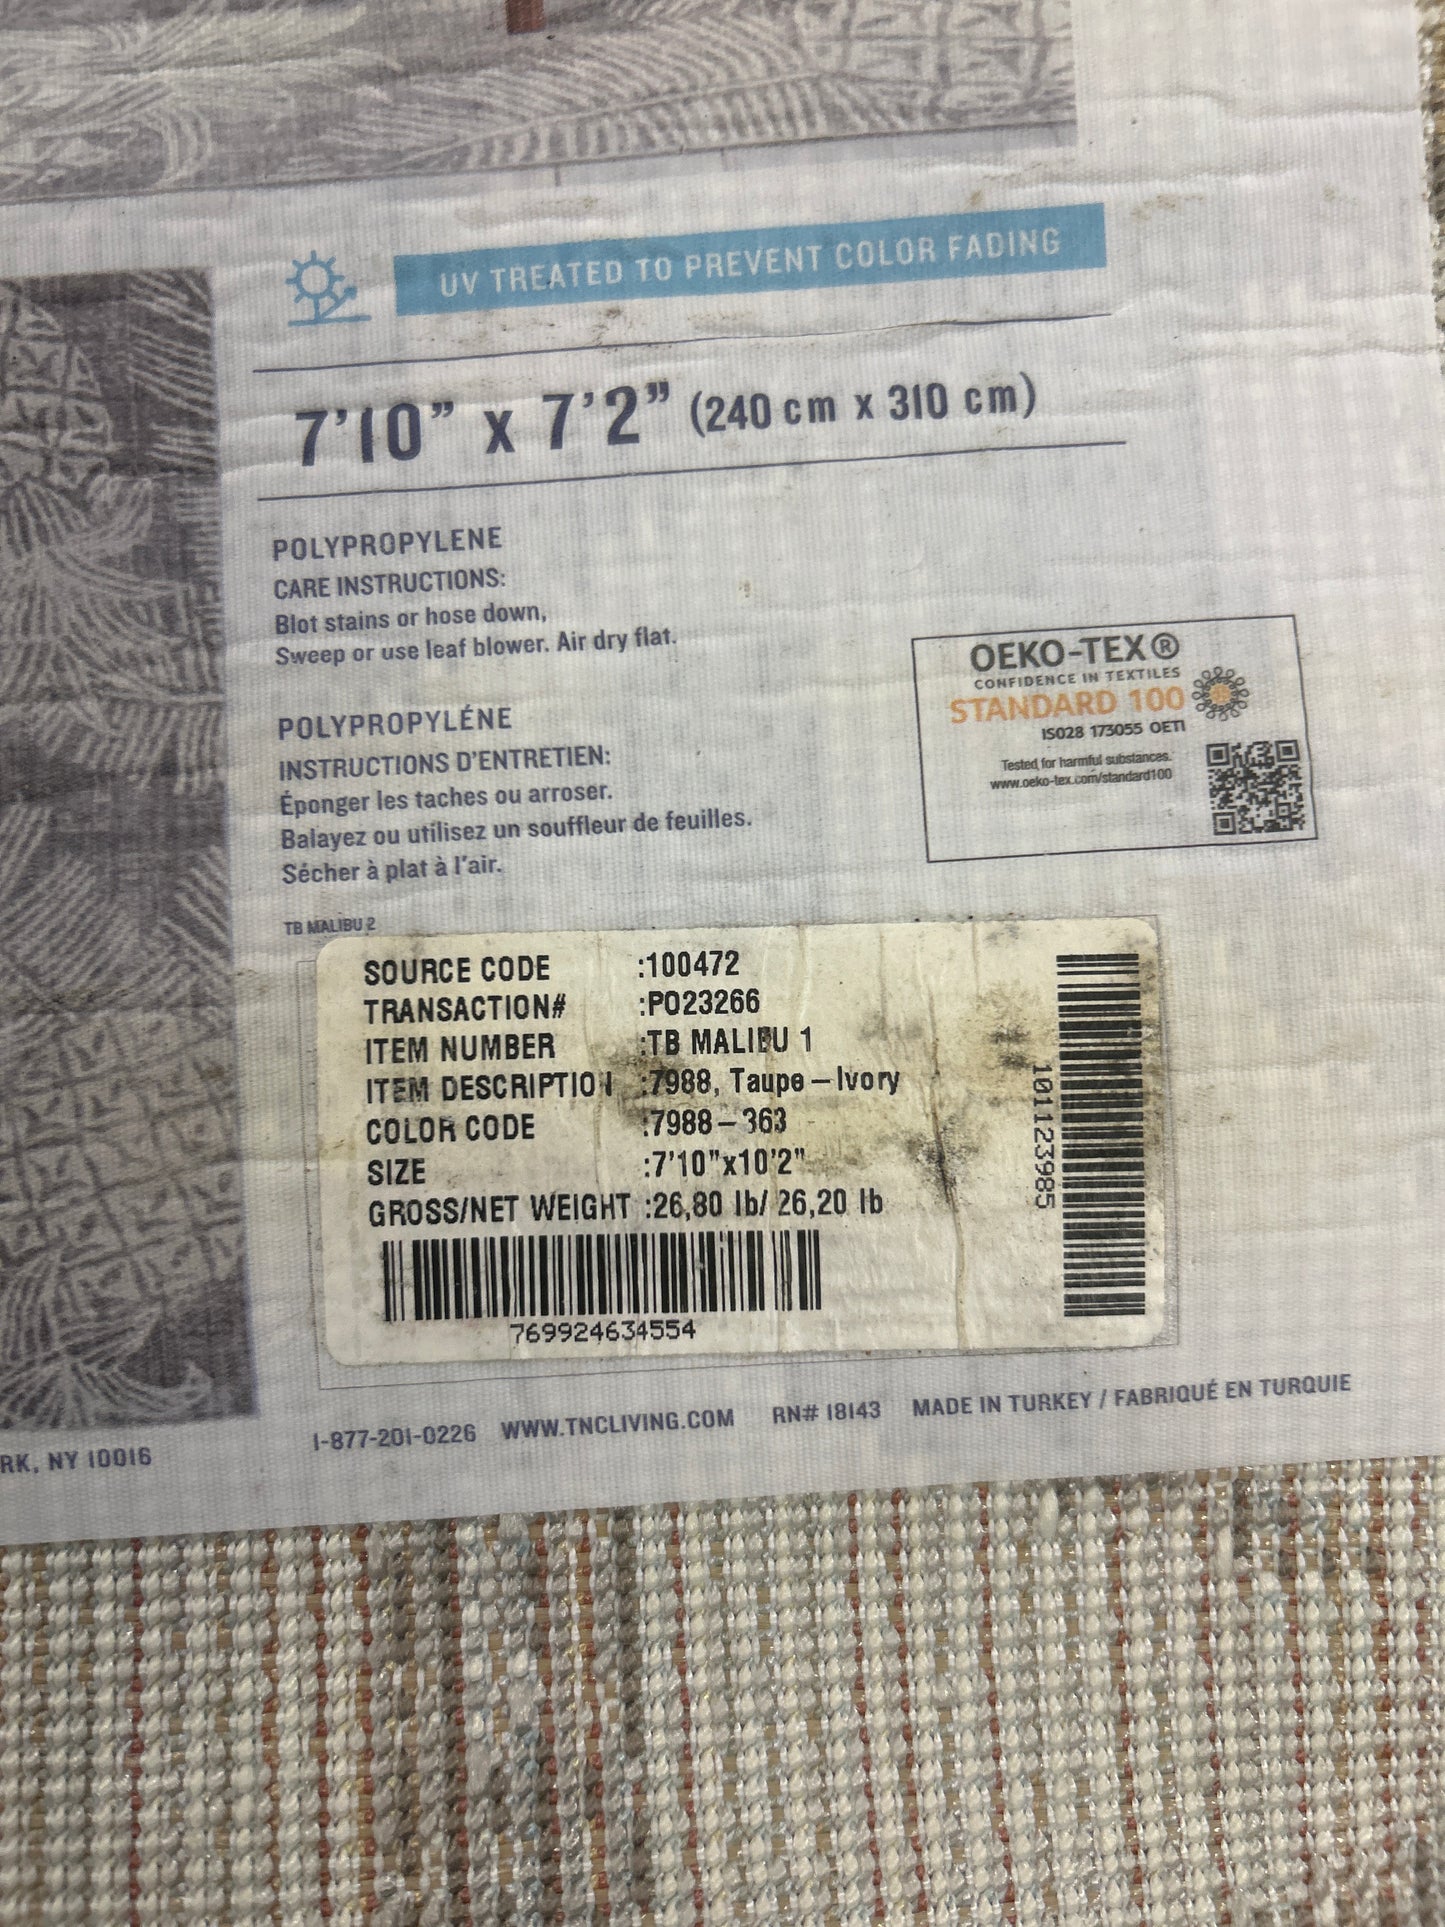 UV TREATED TO PREVENT COLOR FADING
7'10" x 7'2" (240 cm x 310 cm)
POLYPROPYLENE
CARE INSTRUCTIONS:
Blot stains or hose down,
Sweep or use leaf blower. Air dry flat.
POLYPROPYLÉNE
INSTRUCTIONS D'ENTRETIEN:
Éponger les taches ou arroser.
Balayez ou utilisez un souffleur de feuilles.
Sécher à plat à l'air.
OEKO-TEX®
CONFIDENCE IN TEXTILES
STANDARD 100
IS028 173055 OETI
Tested for harmful substances.
www.oeko-tex.com/standard100
TB MALIBU 2
SOURCE CODE :100472
TRANSACTION# :PO23266
ITEM NUMBER :TB MALIBU 1
ITEM DESCRIPTION :7988, Taupe-Ivory
COLOR CODE :7988-363
SIZE :7'10"x10'2"
GROSS/NET WEIGHT :26,80 lb/ 26,20 lb
769924634554
101123985
RK, NY 10016
1-877-201-0226 WWW.TNCLIVING.COM RN# 18143 MADE IN TURKEY / FABRIQUÉ EN TURQUIE